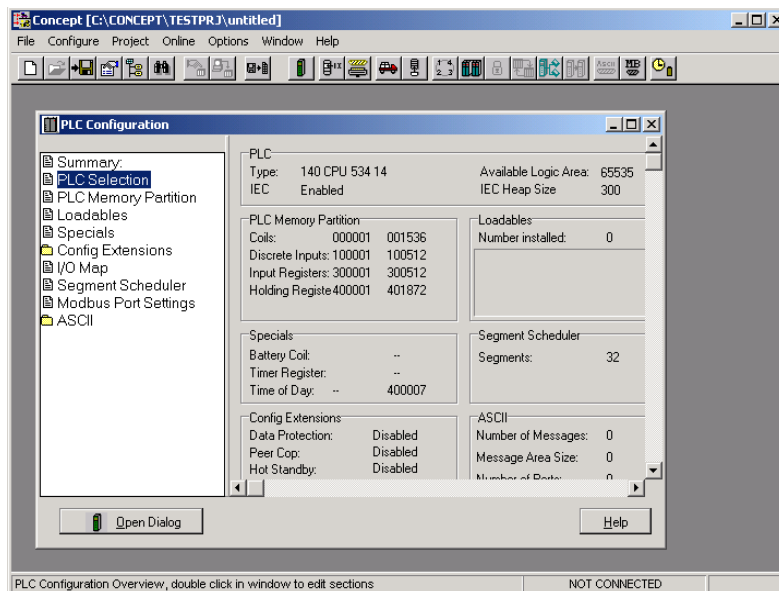 Concept [C:\CONCEPT\TESTPRJ\untitled]
File Configure Project Online Options Window Help
PLC Configuration
Summary:
PLC Selection
PLC Memory Partition
Loadables
Specials
Config Extensions
I/O Map
Segment Scheduler
Modbus Port Settings
ASCII
PLC
Type: 140 CPU 534 14 Available Logic Area: 65535
IEC Enabled IEC Heap Size 300
PLC Memory Partition
Coils: 000001 001536
Discrete Inputs: 100001 100512
Input Registers: 300001 300512
Holding Registe 400001 401872
Loadables
Number installed: 0
Specials
Battery Coil: --
Timer Register: --
Time of Day: -- 400007
Segment Scheduler
Segments: 32
Config Extensions
Data Protection: Disabled
Peer Cop: Disabled
Hot Standby: Disabled
ASCII
Number of Messages: 0
Message Area Size: 0
Number of Ports: 0
Open Dialog
Help
PLC Configuration Overview, double click in window to edit sections NOT CONNECTED